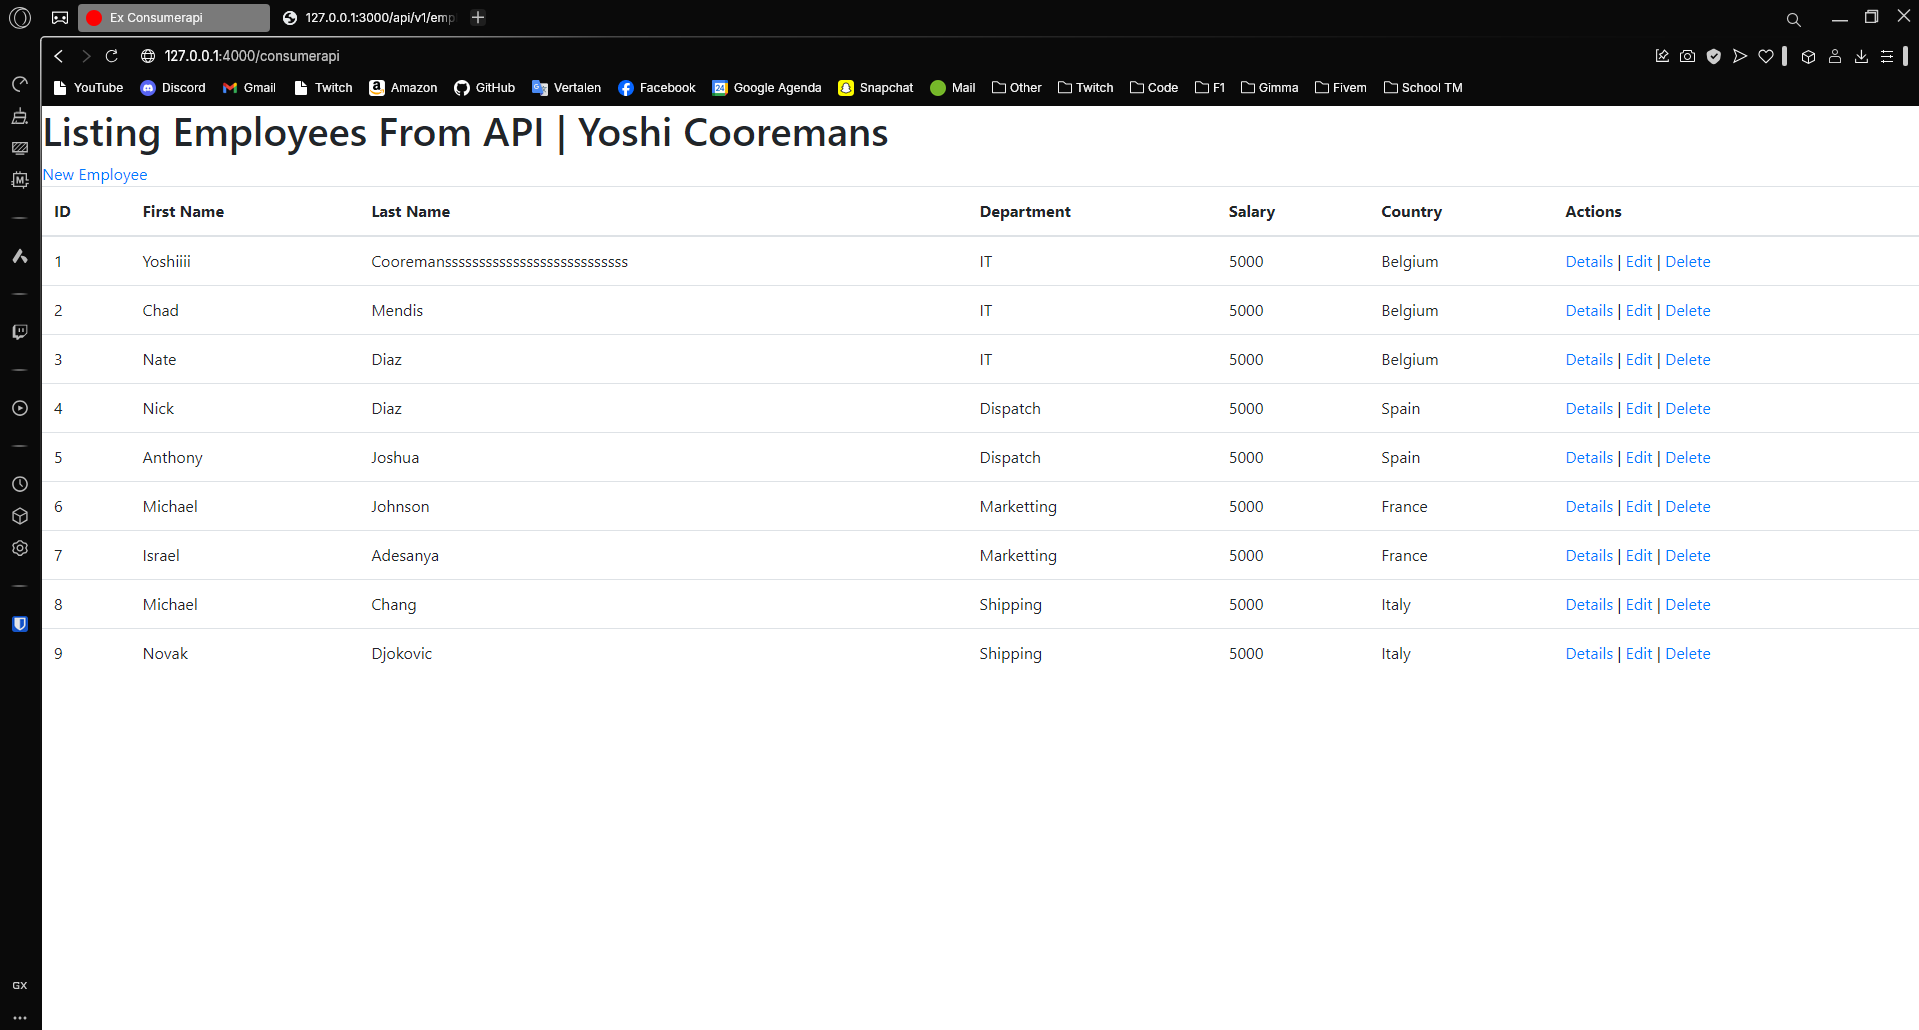 Ex Consumerapi 127.0.0.1:3000/api/v1/emp
127.0.0.1:4000/consumerapi
YouTube Discord Gmail Twitch Amazon GitHub Vertalen Facebook 24 Google Agenda Snapchat Mail Other Twitch Code F1 Gimma Fivem School TM
Listing Employees From API | Yoshi Cooremans
New Employee
ID First Name Last Name Department Salary Country Actions
1 Yoshiiii Cooremansssssssssssssssssssssssssssss IT 5000 Belgium Details | Edit | Delete
2 Chad Mendis IT 5000 Belgium Details | Edit | Delete
3 Nate Diaz IT 5000 Belgium Details | Edit | Delete
4 Nick Diaz Dispatch 5000 Spain Details | Edit | Delete
5 Anthony Joshua Dispatch 5000 Spain Details | Edit | Delete
6 Michael Johnson Marketting 5000 France Details | Edit | Delete
7 Israel Adesanya Marketting 5000 France Details | Edit | Delete
8 Michael Chang Shipping 5000 Italy Details | Edit | Delete
9 Novak Djokovic Shipping 5000 Italy Details | Edit | Delete
GX